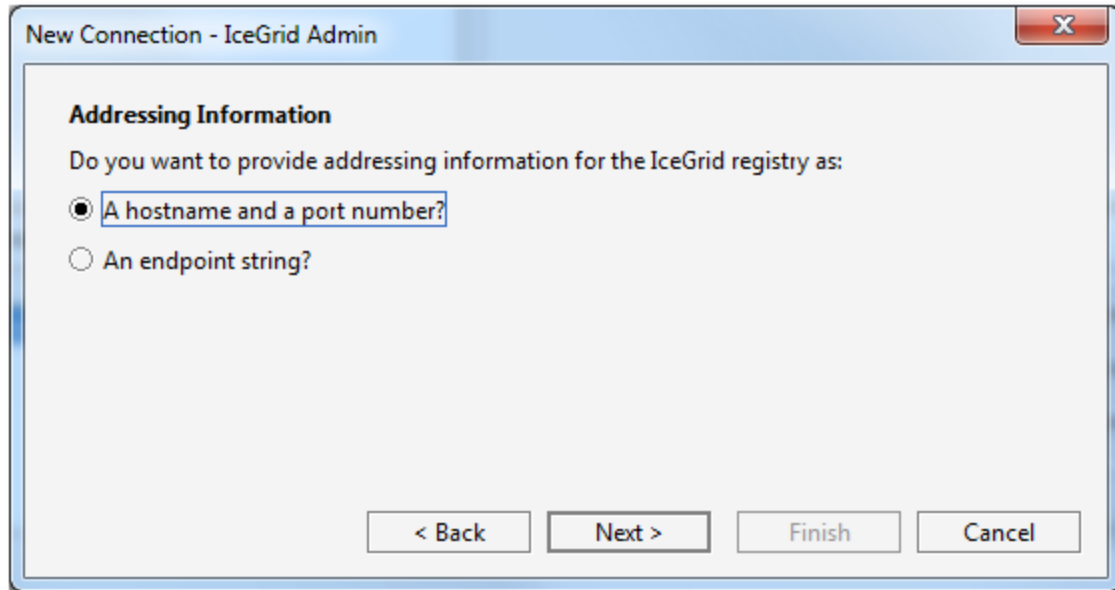 New Connection - IceGrid Admin
Addressing Information
Do you want to provide addressing information for the IceGrid registry as:
A hostname and a port number?
An endpoint string?
< Back Next > Finish Cancel